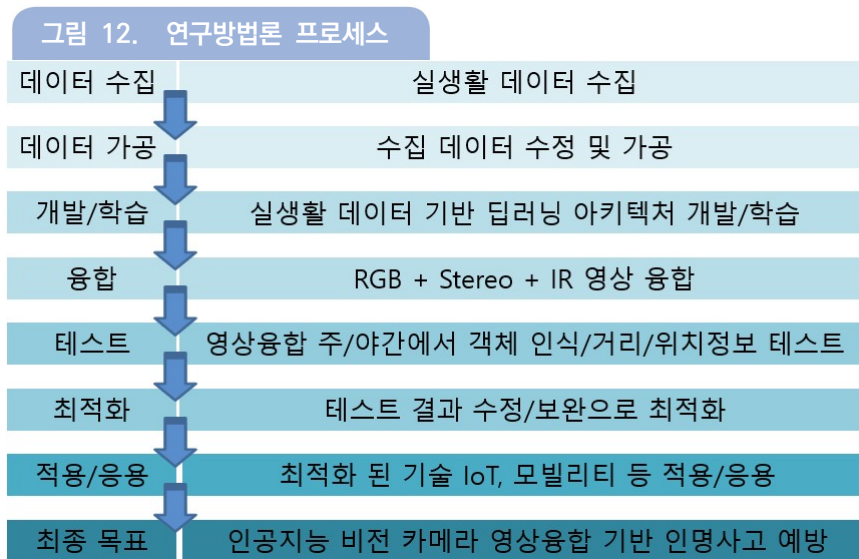 그림 12. 연구방법론 프로세스
데이터 수집 실생활 데이터 수집
데이터 가공 수집 데이터 수정 및 가공
개발/학습 실생활 데이터 기반 딥러닝 아키텍처 개발/학습
융합 RGB + Stereo + IR 영상 융합
테스트 영상융합 주/야간에서 객체 인식/거리/위치정보 테스트
최적화 테스트 결과 수정/보완으로 최적화
적용/응용 최적화 된 기술 IoT, 모빌리티 등 적용/응용
최종 목표 인공지능 비전 카메라 영상융합 기반 인명사고 예방